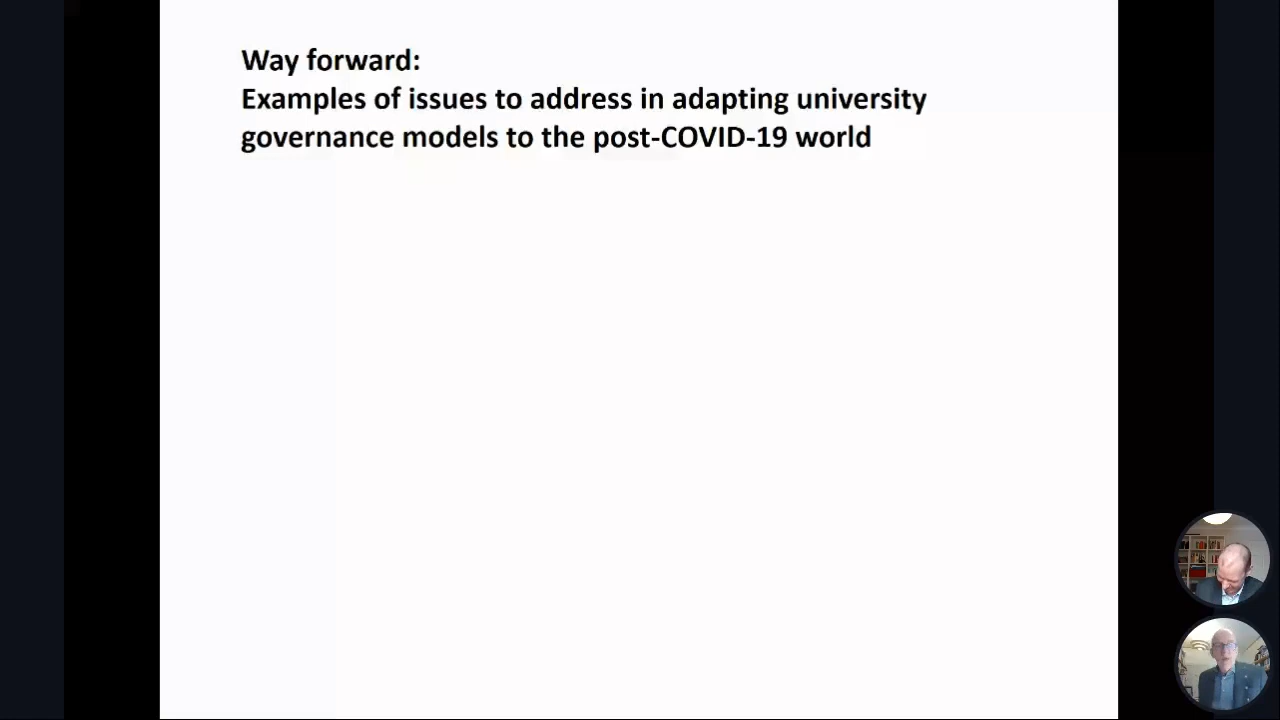 Way forward:
Examples of issues to address in adapting university
governance models to the post-COVID-19 world